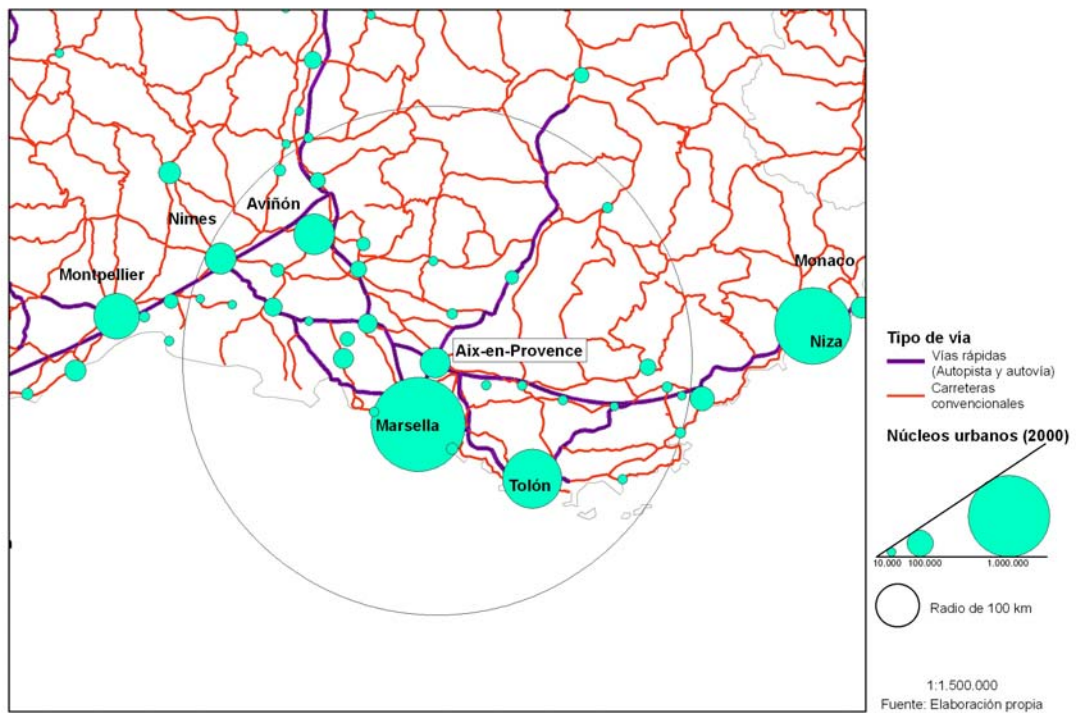 Aviñón
Nimes
Montpellier
Monaco
Niza
Aix-en-Provence
Marsella
Tolón
Tipo de vía
Vías rápidas
(Autopista y autovía)
Carreteras
convencionales
Núcleos urbanos (2000)
10.000 100.000 1.000.000
Radio de 100 km
1:1.500.000
Fuente: Elaboración propia